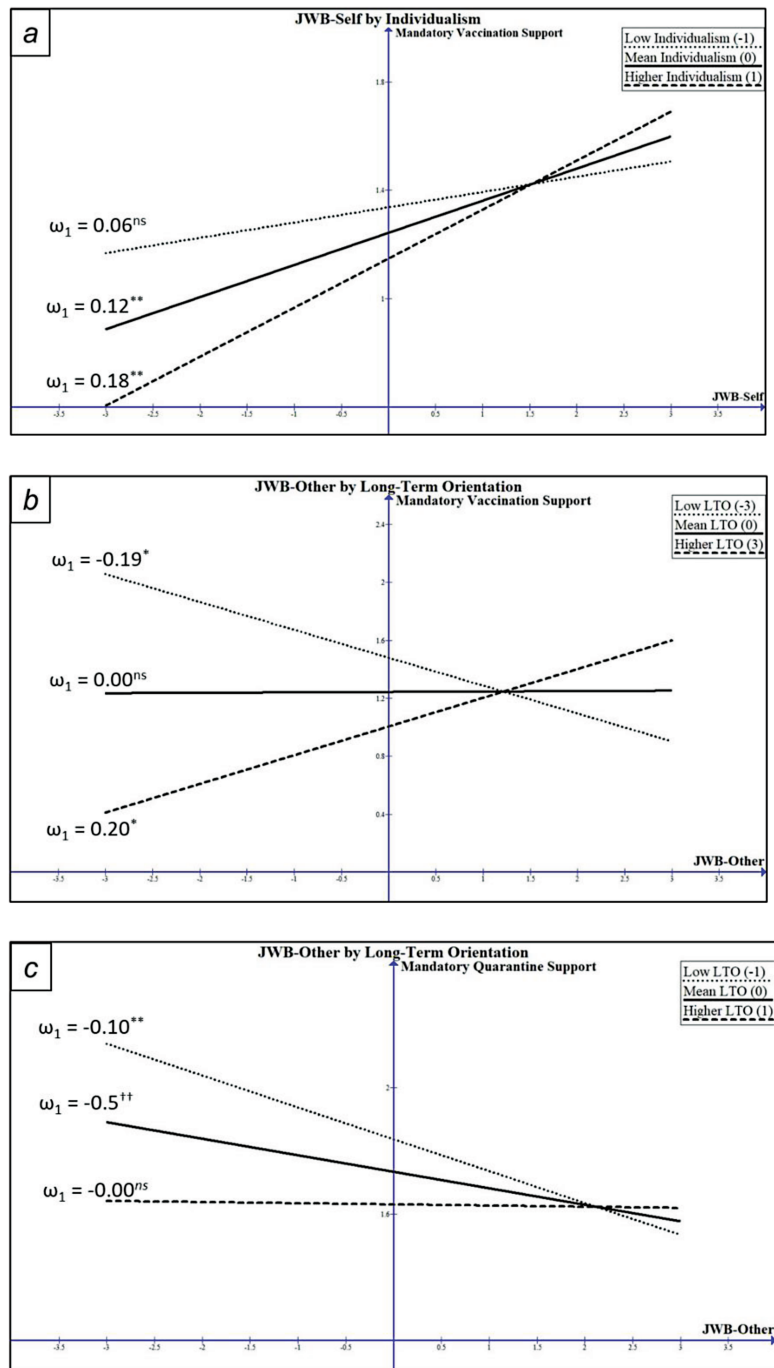 a
JWB-Self by Individualism
Mandatory Vaccination Support
Low Individualism (-1)
Mean Individualism (0)
Higher Individualism (1)
1.8
1.4
1
ω1 = 0.06ns
ω1 = 0.12**
ω1 = 0.18**
JWB-Self
-3.5 -3 -2.5 -2 -1.5 -1 -0.5 0.5 1 1.5 2 2.5 3 3.5
b
JWB-Other by Long-Term Orientation
Mandatory Vaccination Support
Low LTO (-3)
Mean LTO (0)
Higher LTO (3)
2.4
2
1.6
1.2
0.8
0.4
ω1 = -0.19*
ω1 = 0.00ns
ω1 = 0.20*
JWB-Other
-3.5 -3 -2.5 -2 -1.5 -1 -0.5 0.5 1 1.5 2 2.5 3 3.5
c
JWB-Other by Long-Term Orientation
Mandatory Quarantine Support
Low LTO (-1)
Mean LTO (0)
Higher LTO (1)
2
1.6
ω1 = -0.10**
ω1 = -0.5††
ω1 = -0.00ns
JWB-Other
-3.5 -3 -2.5 -2 -1.5 -1 -0.5 0.5 1 1.5 2 2.5 3 3.5